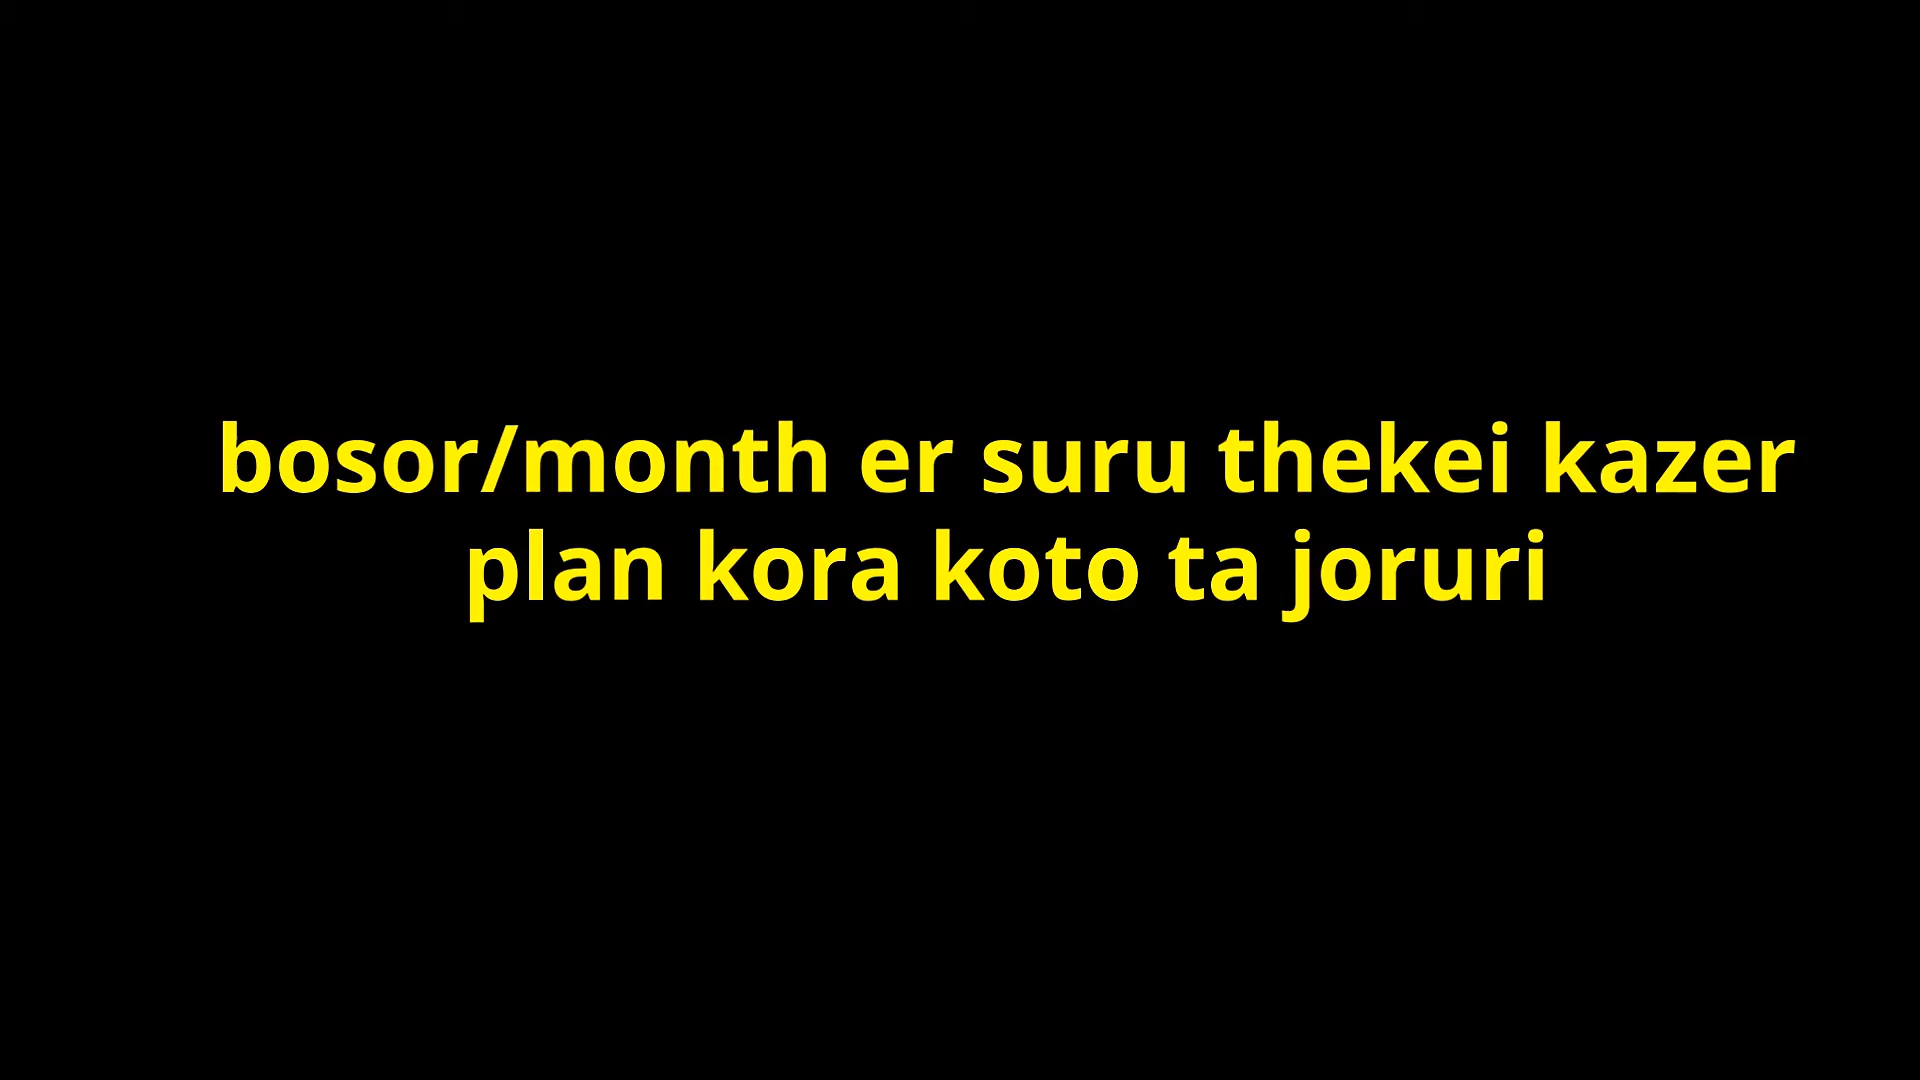 bosor/month er suru thekei kazer
plan kora koto ta joruri